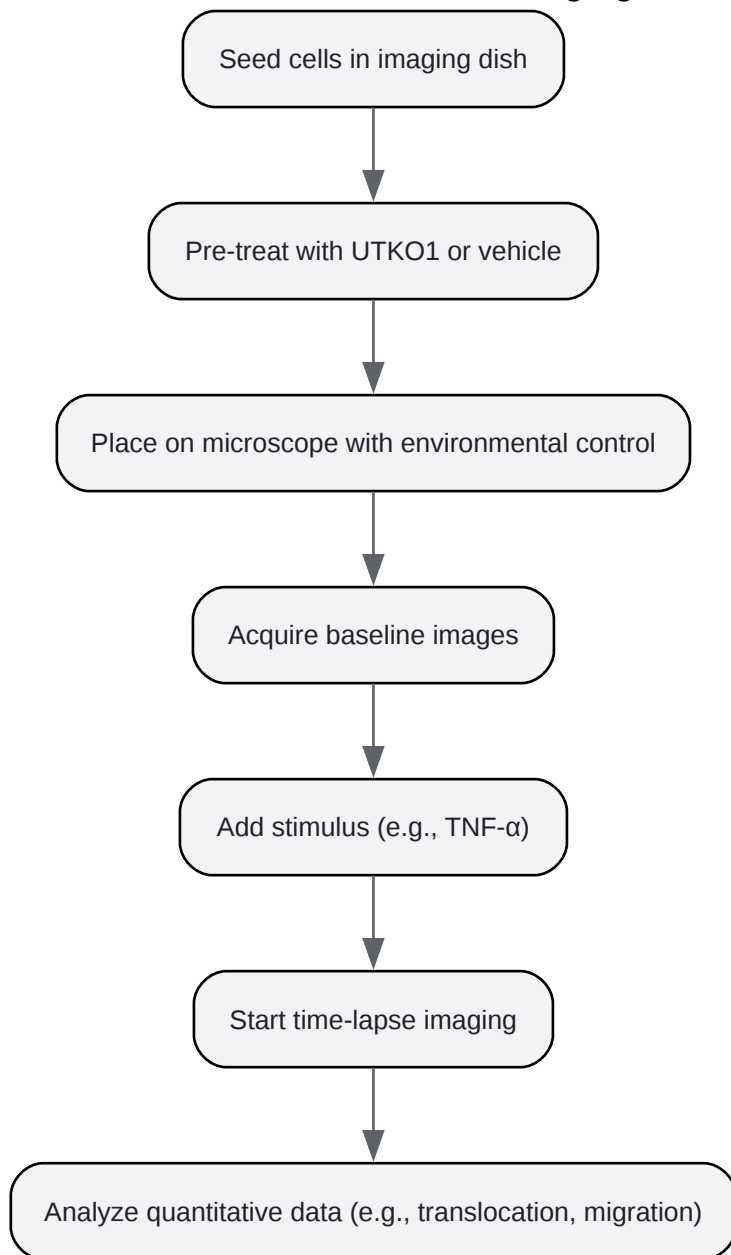 Seed cells in imaging dish
Pre-treat with UTKO1 or vehicle
Place on microscope with environmental control
Acquire baseline images
Add stimulus (e.g., TNF-α)
Start time-lapse imaging
Analyze quantitative data (e.g., translocation, migration)